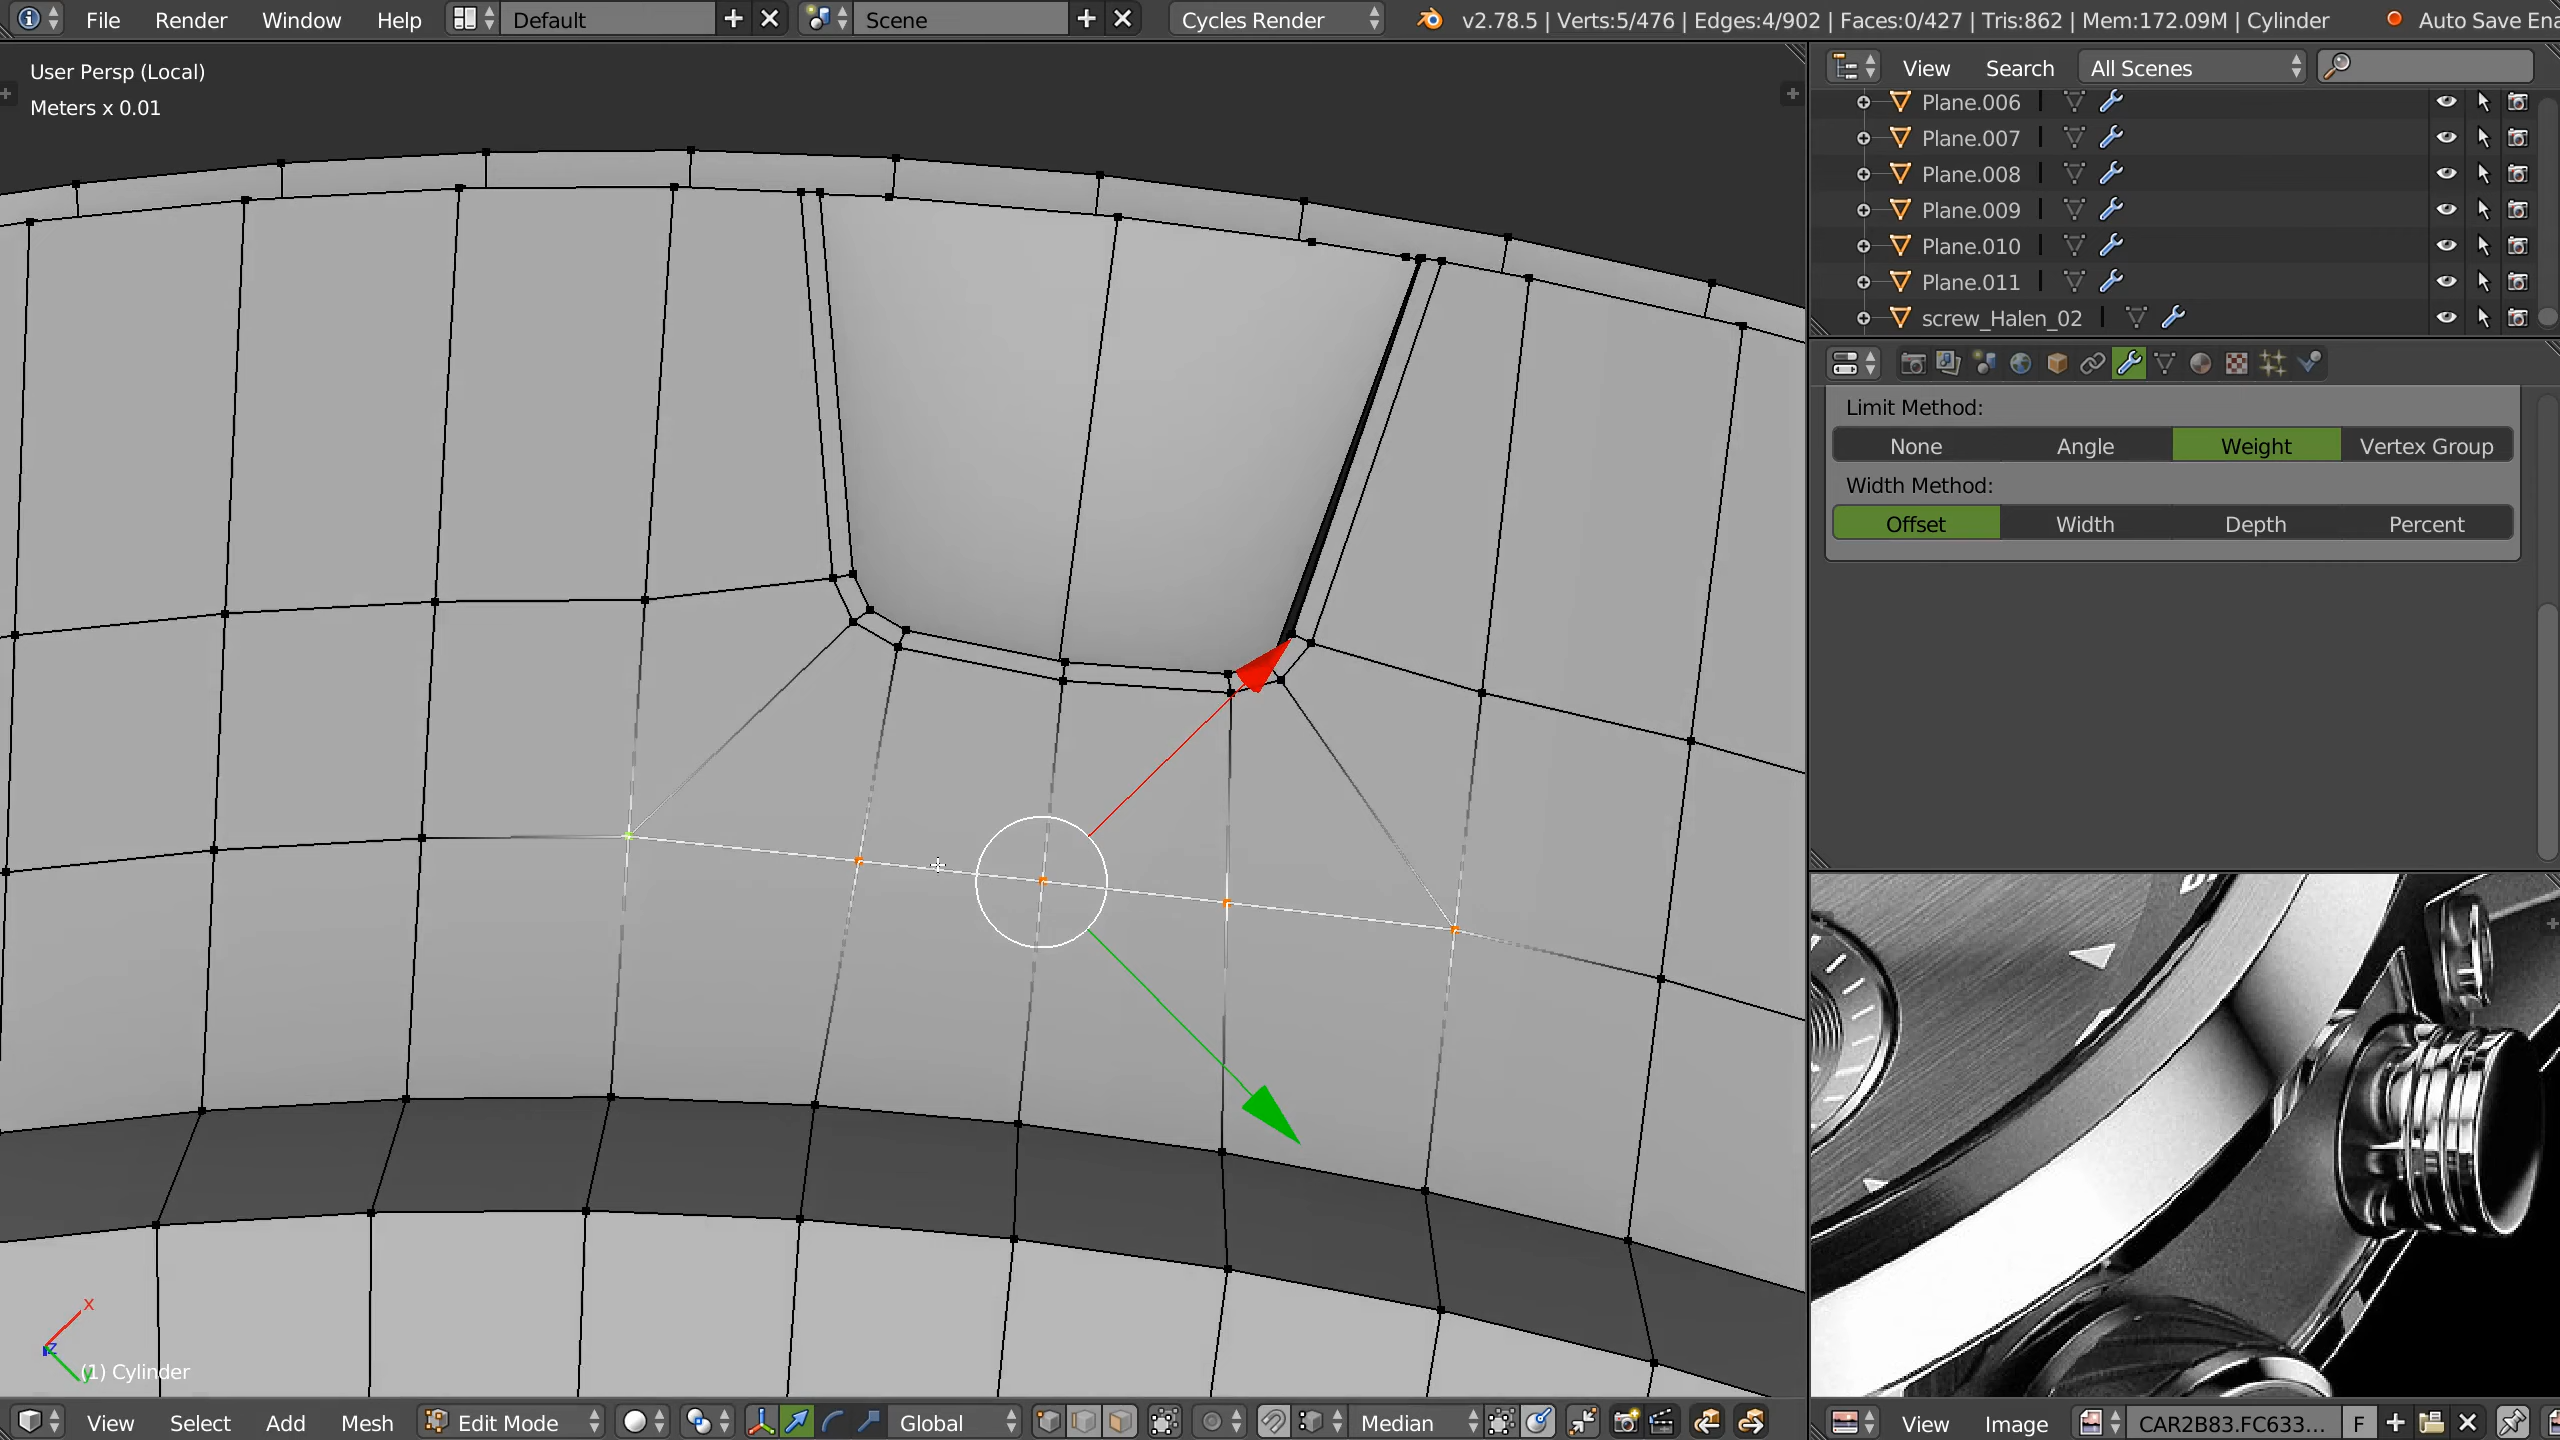 File Render Window Help Default Scene Cycles Render v2.78.5 | Verts:5/476 | Edges:4/902 | Faces:0/427 | Tris:862 | Mem:172.09M | Cylinder Auto Save Ena
User Persp (Local)
Meters x 0.01
View Search All Scenes
Plane.006
Plane.007
Plane.008
Plane.009
Plane.010
Plane.011
screw_Halen_02
Limit Method:
None Angle Weight Vertex Group
Width Method:
Offset Width Depth Percent
x
z
(1) Cylinder
View Select Add Mesh Edit Mode Global Median
View Image CAR2B83.FC633... F